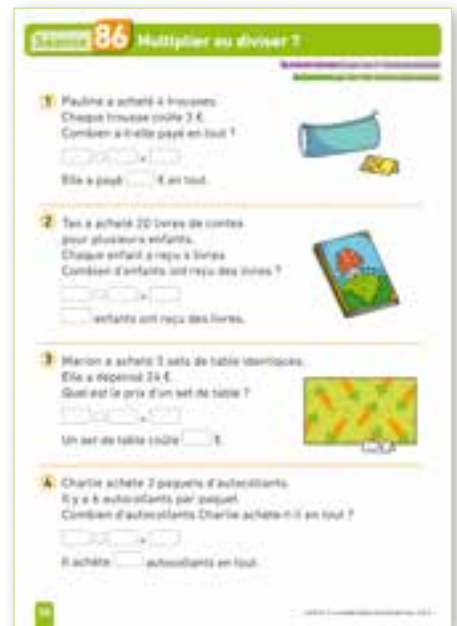 Séance 86 Multiplier ou diviser ?
1 Pauline a acheté 4 trousses.
Chaque trousse coûte 3 €.
Combien a-t-elle payé en tout ?
=
Elle a payé € en tout.
2 a acheté 20 livres de contes
pour plusieurs enfants.
Chaque enfant a reçu livres.
Combien d'enfants ont reçu des livres ?
=
enfants ont reçu des livres.
3 Marion a acheté 3 sets de table identiques.
Elle a dépensé 24 €.
Quel est le prix d'un set de table ?
=
Un set de table coûte €.
4 Charlie achète paquets d'autocollants.
Il y a 6 autocollants par paquet.
Combien d'autocollants Charlie achète-t-il en tout ?
=
Il achète autocollants en tout.